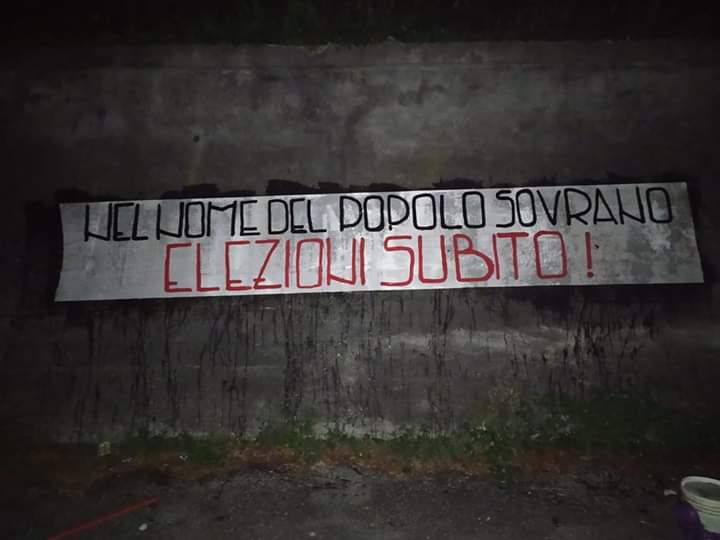 NEL NOME DEL POPOLO SOVRANO
ELEZIONI SUBITO!